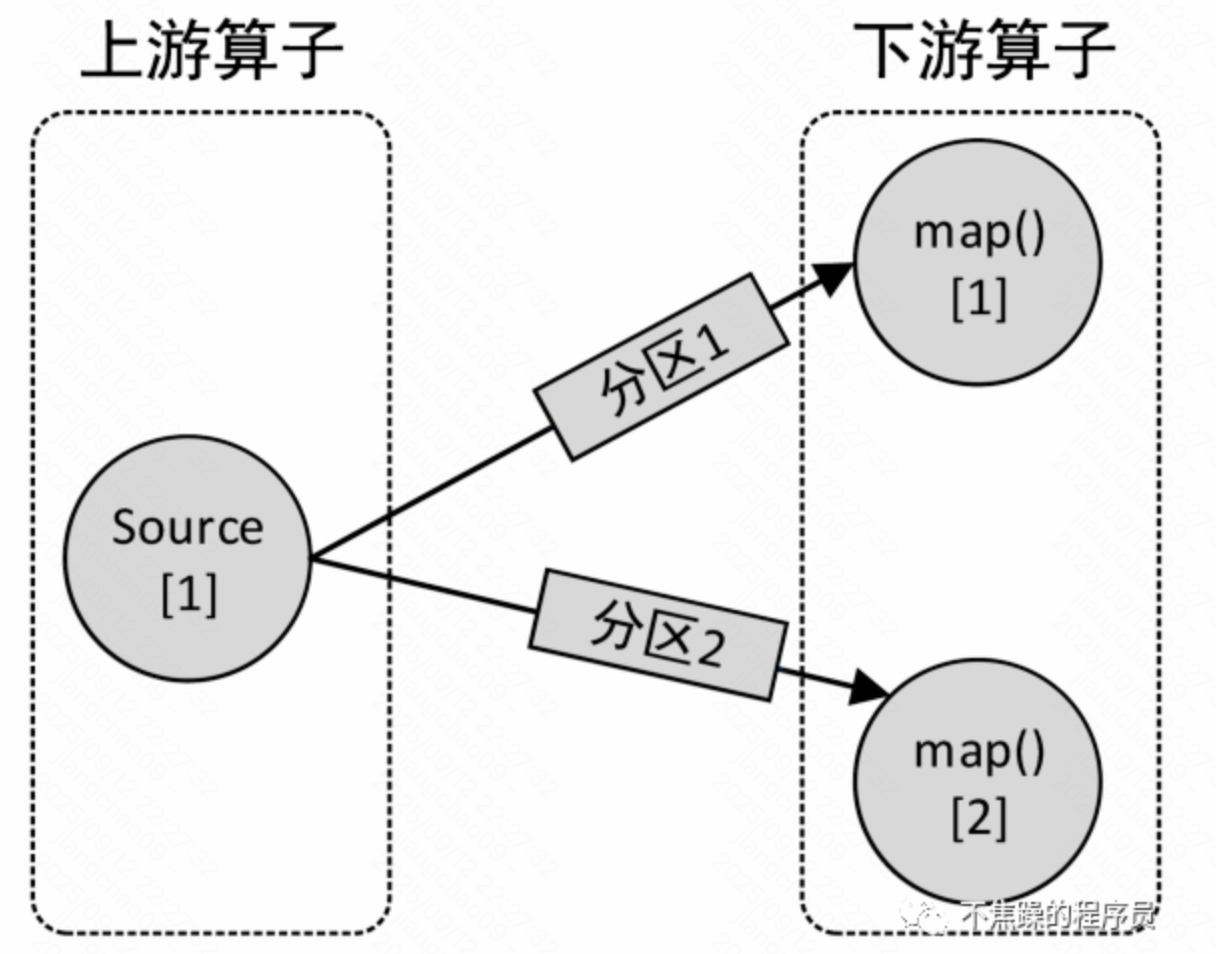 上游算子
下游算子
map()
[1]
分区1
Source
[1]
分区2
map()
[2]
不焦躁的程序员